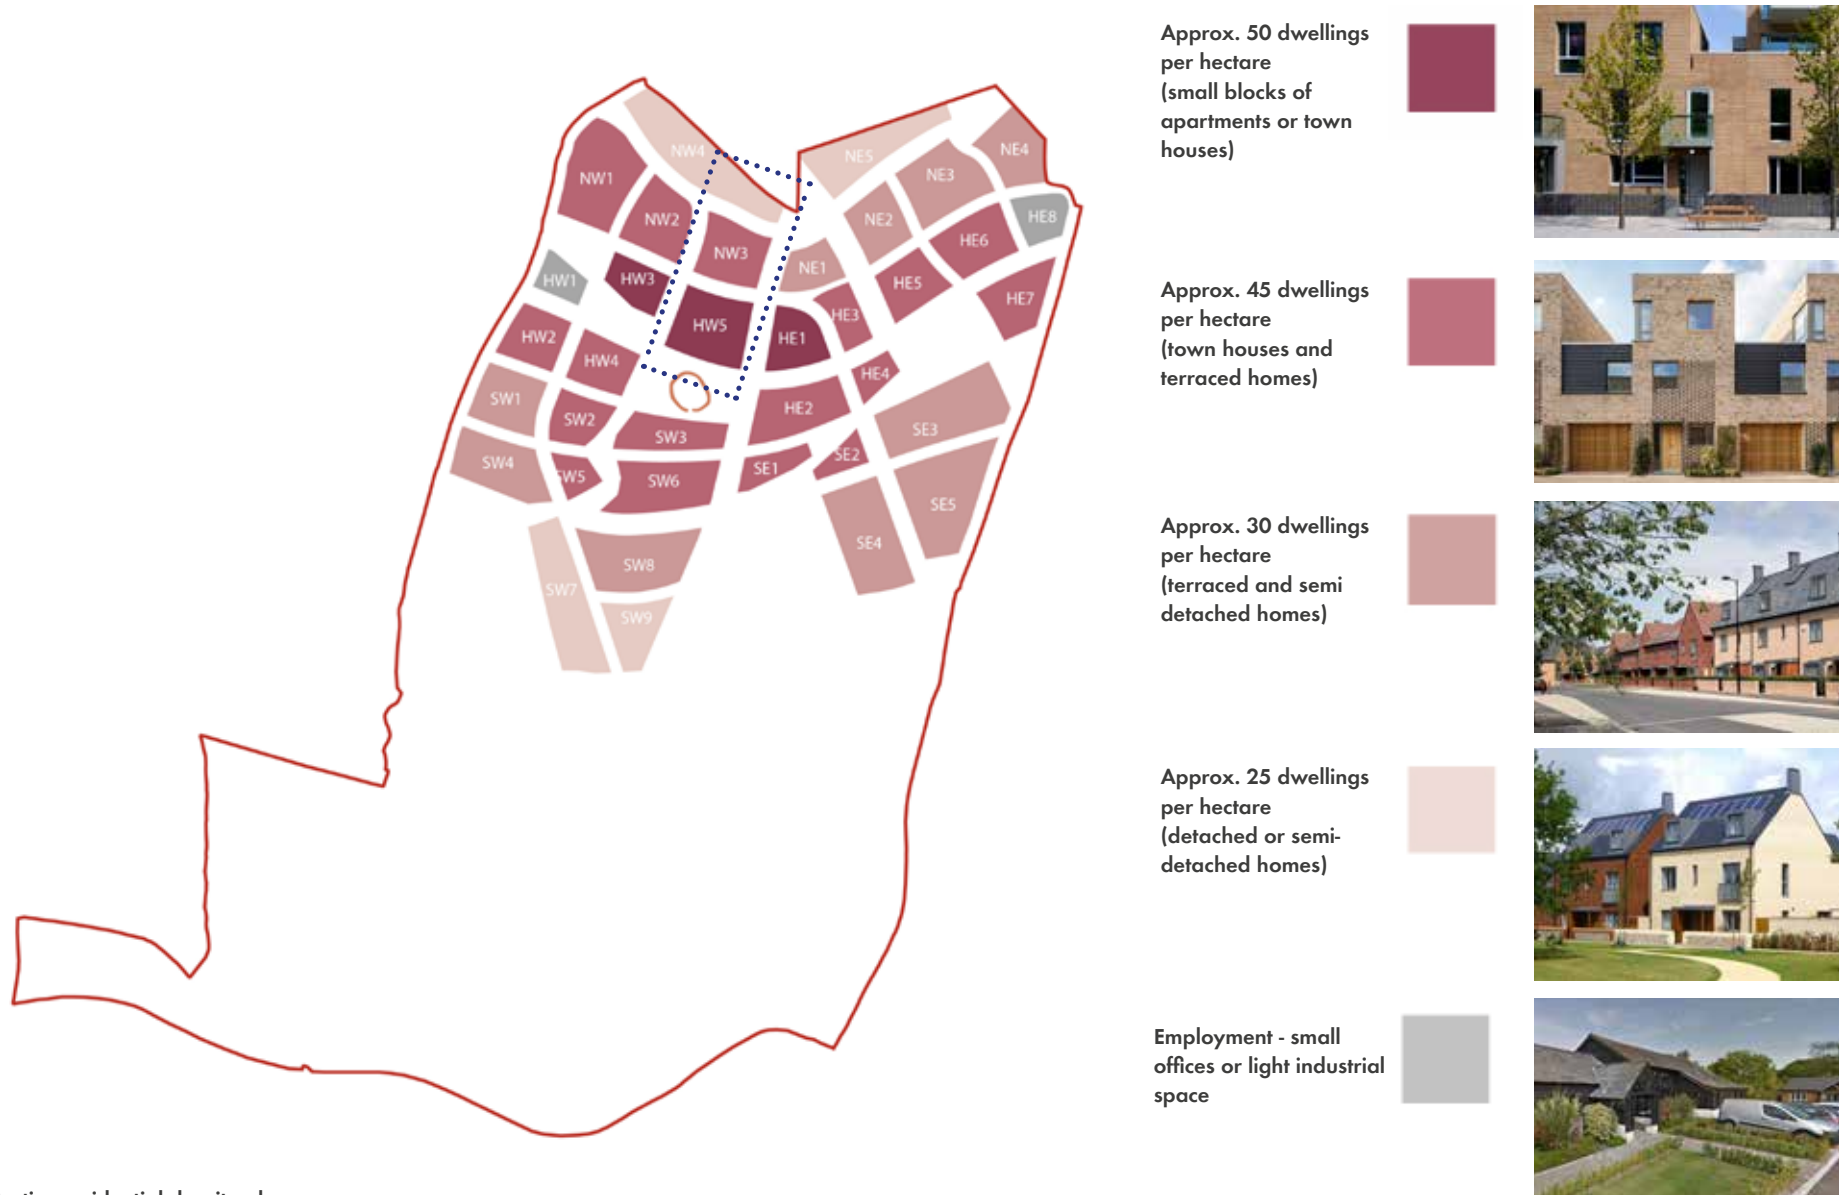 Approx. 50 dwellings
per hectare
(small blocks of
apartments or town
houses)
Approx. 45 dwellings
per hectare
(town houses and
terraced homes)
Approx. 30 dwellings
per hectare
(terraced and semi
detached homes)
Approx. 25 dwellings
per hectare
(detached or semi-
detached homes)
Employment - small
offices or light industrial
space
NW4
NE5
NE4
NW1
NE3
NW2
NE2
HE8
NW3
HE6
NE1
HW1
HW3
HE5
HE7
HW5
HE3
HW2
HE1
HW4
HE4
SW1
HE2
SW2
SW3
SE3
SW4
SE2
SE1
SW5
SW6
SE5
SE4
SW8
SW7
SW9